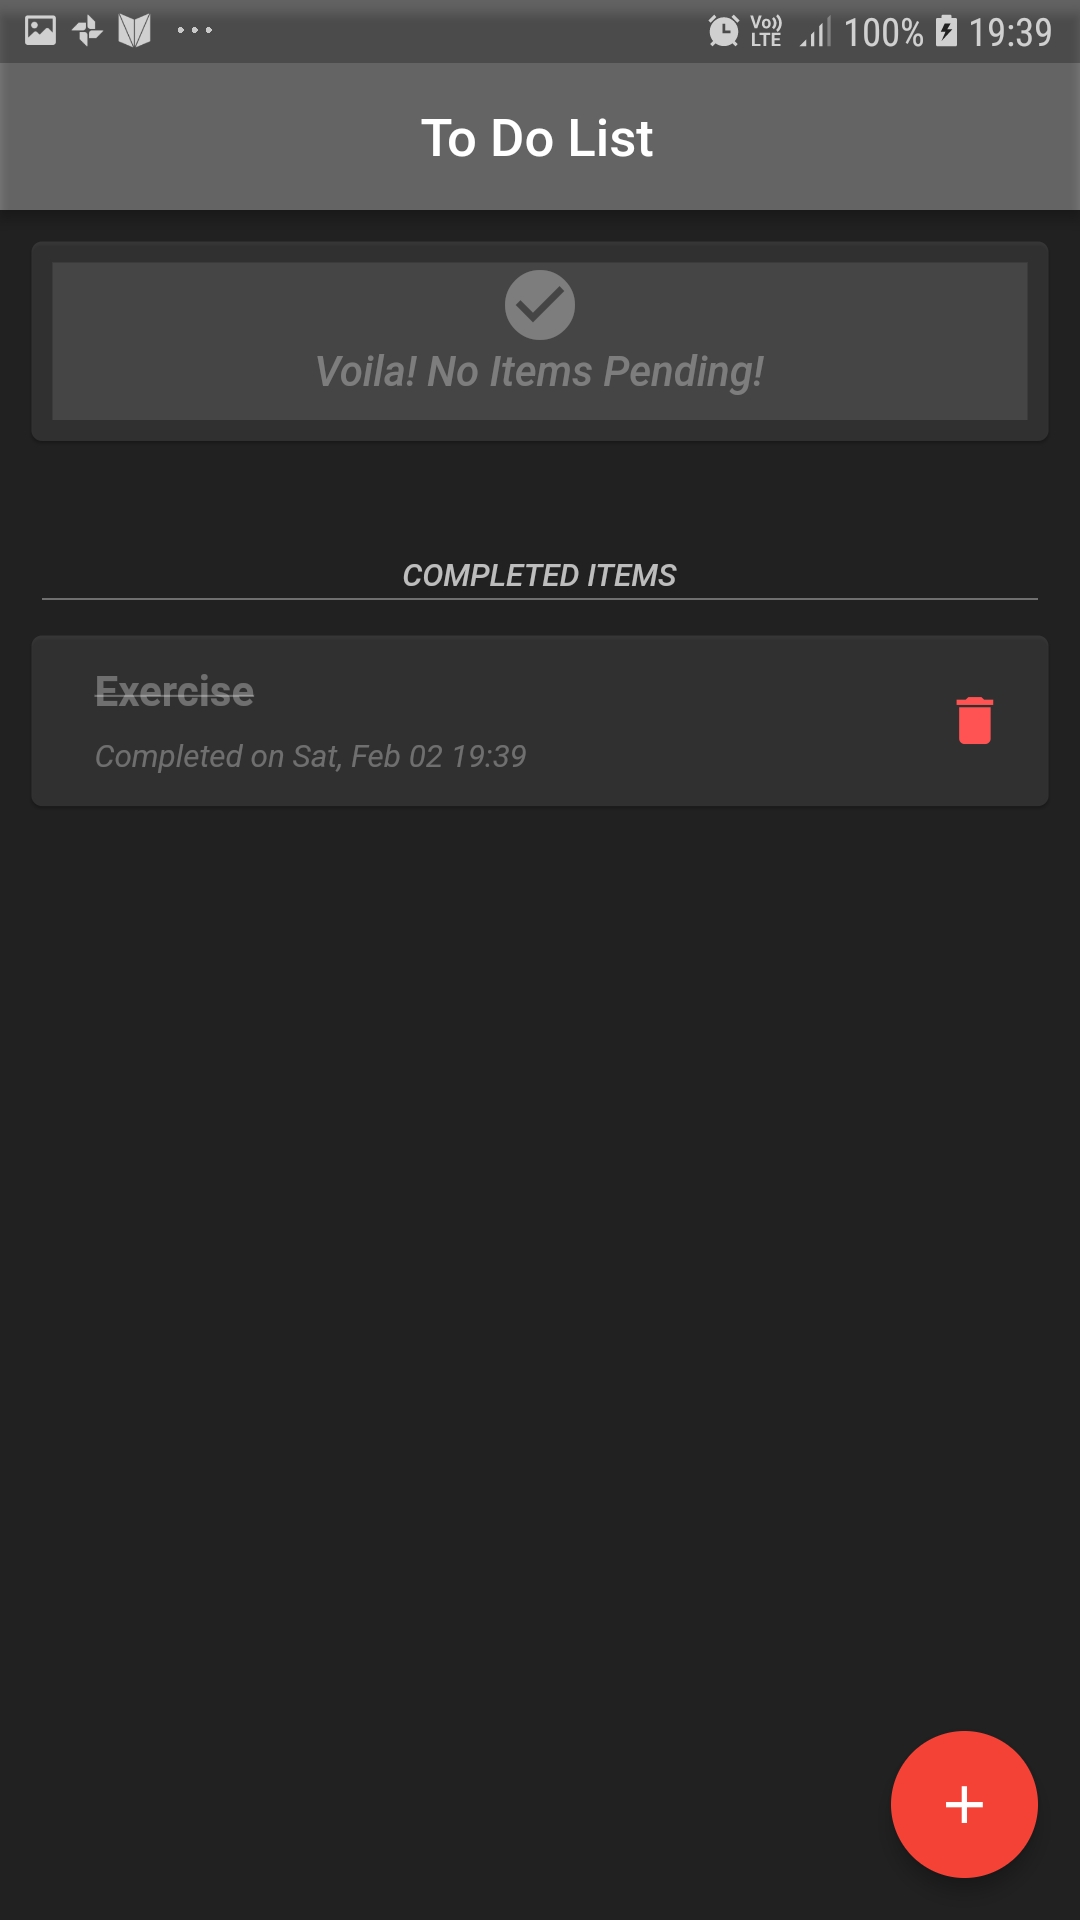 Vo))
LTE
100%
19:39
To Do List
Voila! No Items Pending!
COMPLETED ITEMS
Exercise
Completed on Sat, Feb 02 19:39